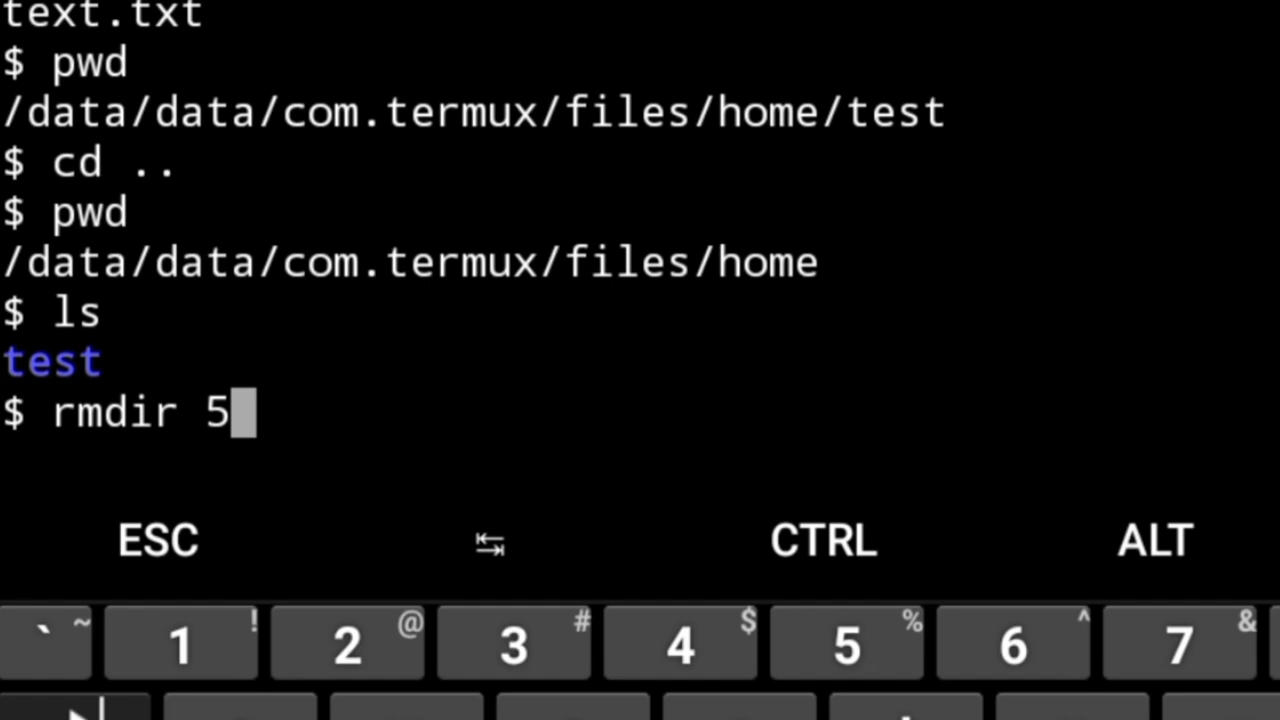 text.txt
$ pwd
/data/data/com.termux/files/home/test
$ cd ..
$ pwd
/data/data/com.termux/files/home
$ ls
test
$ rmdir 5
ESC ↹ CTRL ALT
` ~ 1 ! 2 @ 3 # 4 $ 5 % 6 ^ 7 &